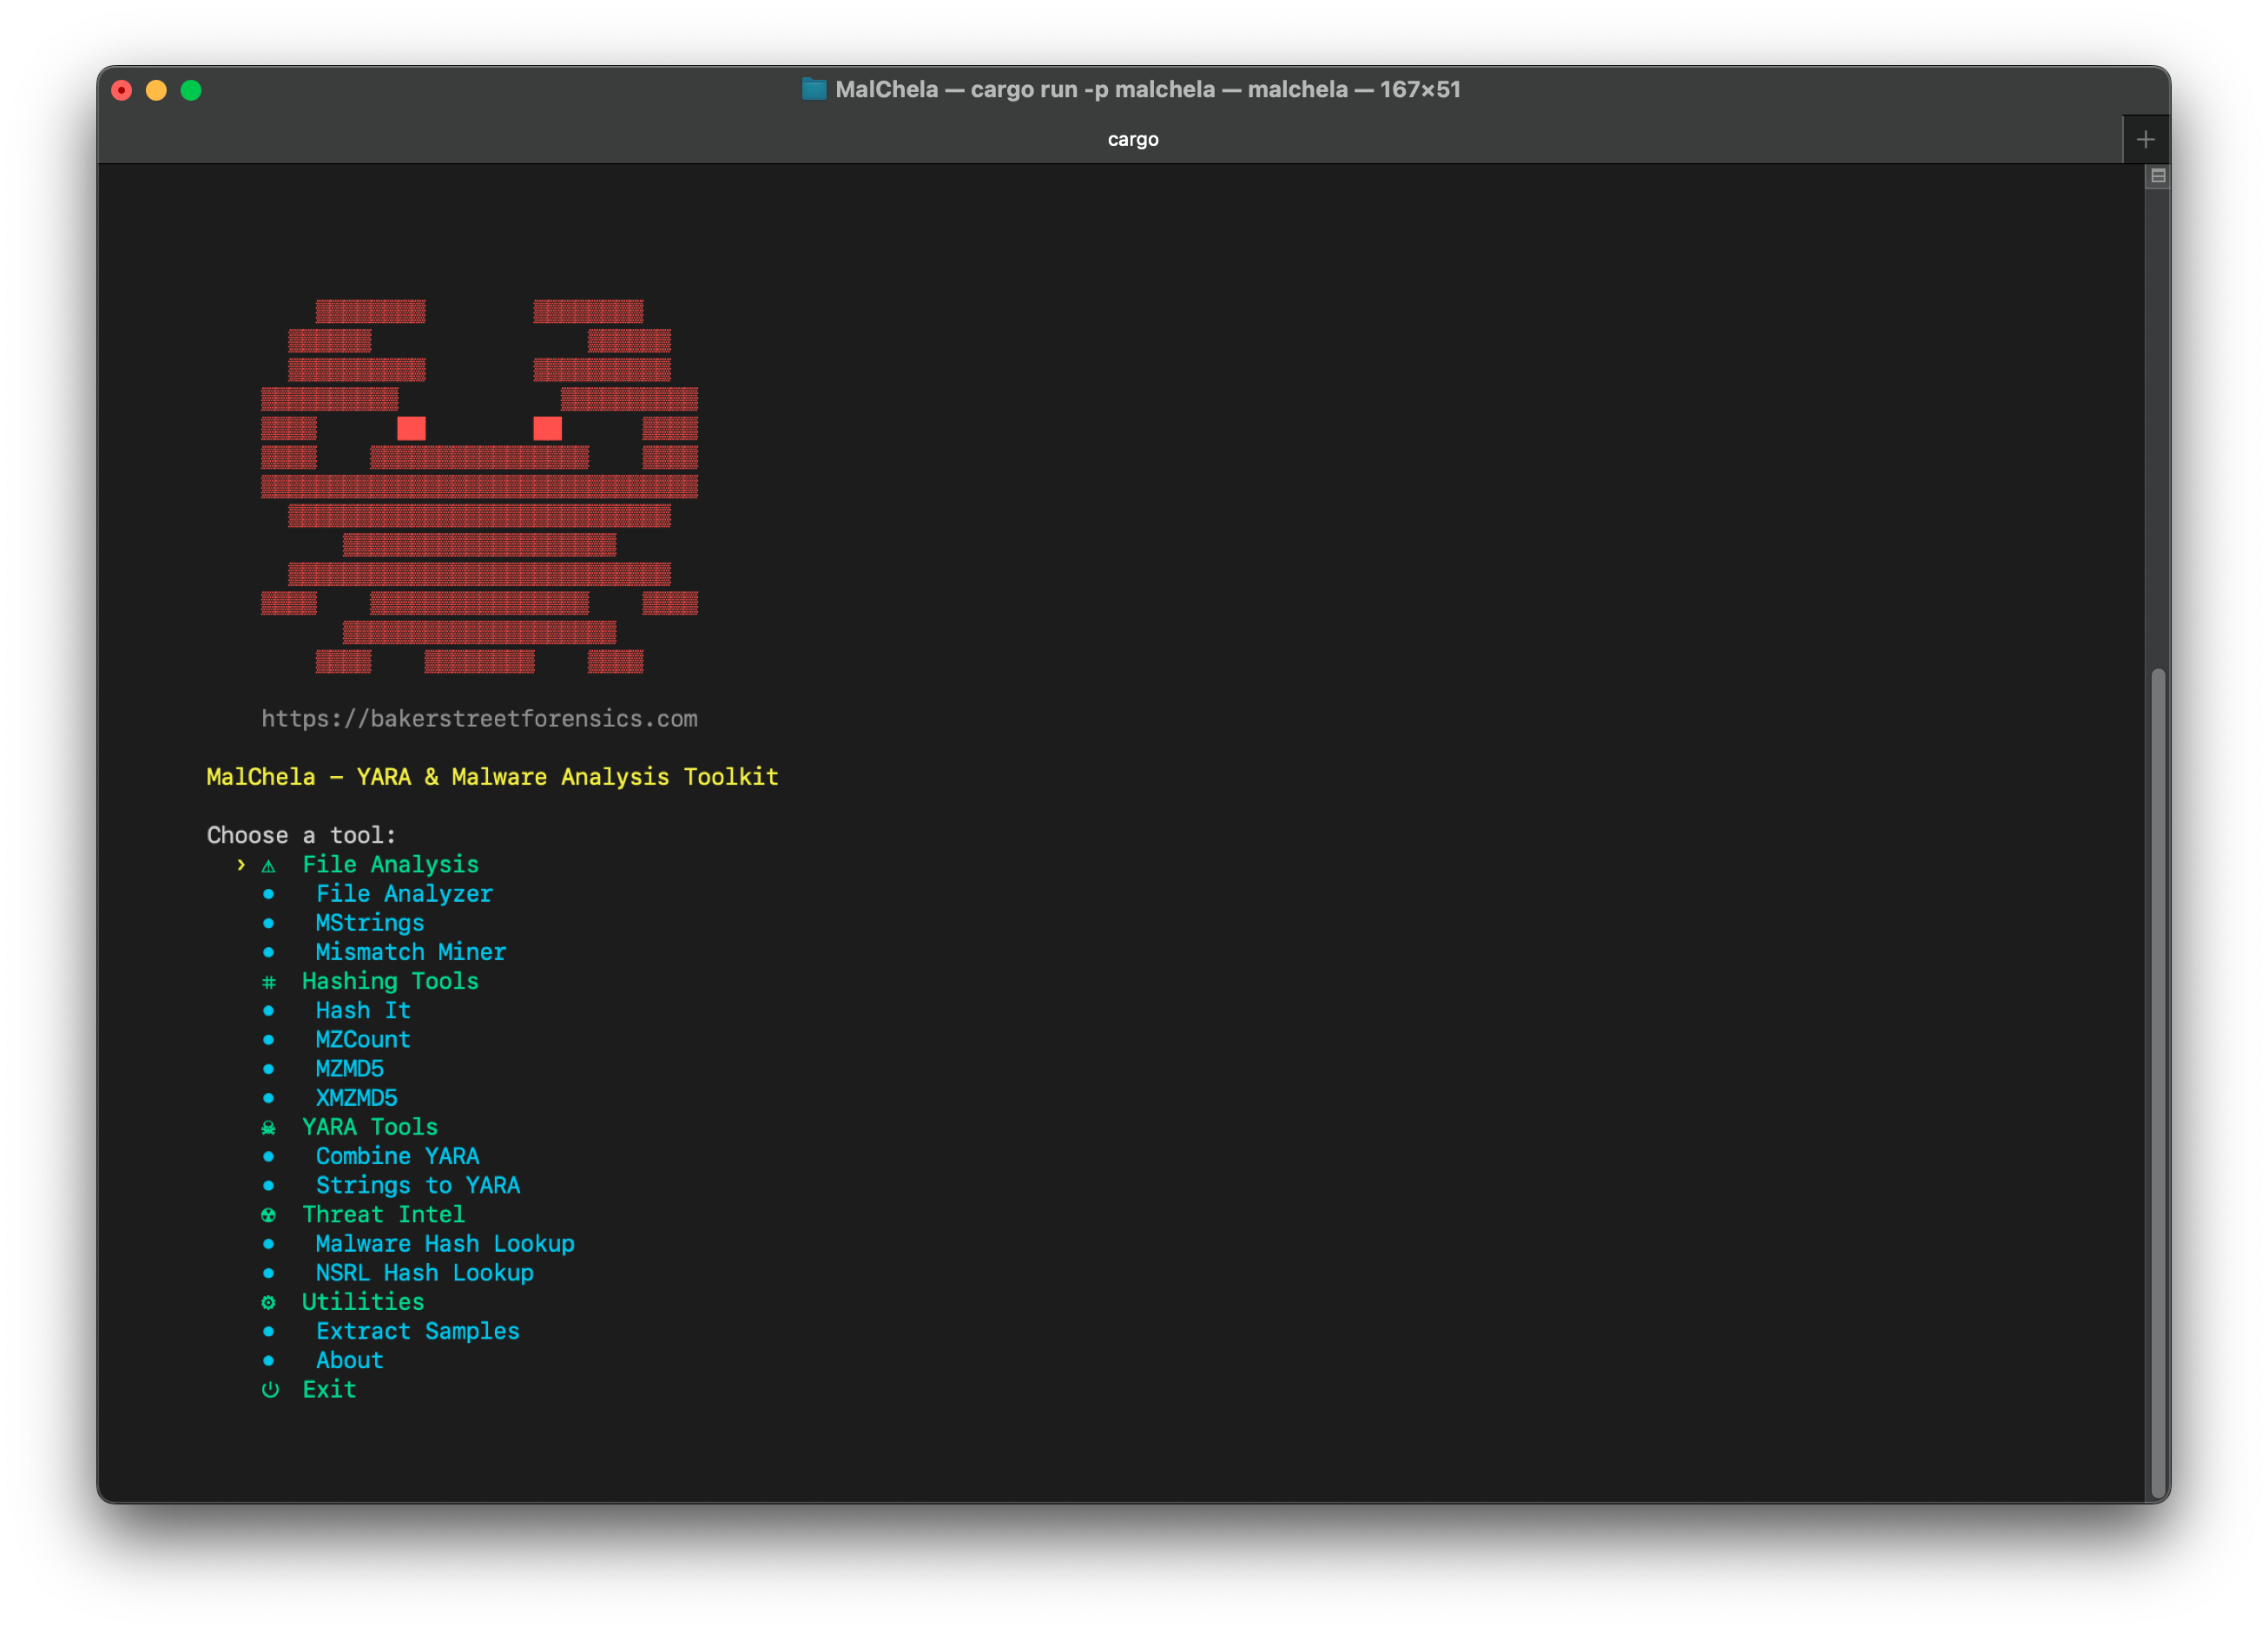 MalChela — cargo run -p malchela — malchela — 167×51
cargo
https://bakerstreetforensics.com
MalChela — YARA & Malware Analysis Toolkit
Choose a tool:
› ⚠ File Analysis
● File Analyzer
● MStrings
● Mismatch Miner
# Hashing Tools
● Hash It
● MZCount
● MZMD5
● XMZMD5
☠ YARA Tools
● Combine YARA
● Strings to YARA
☢ Threat Intel
● Malware Hash Lookup
● NSRL Hash Lookup
⚙ Utilities
● Extract Samples
● About
⏻ Exit